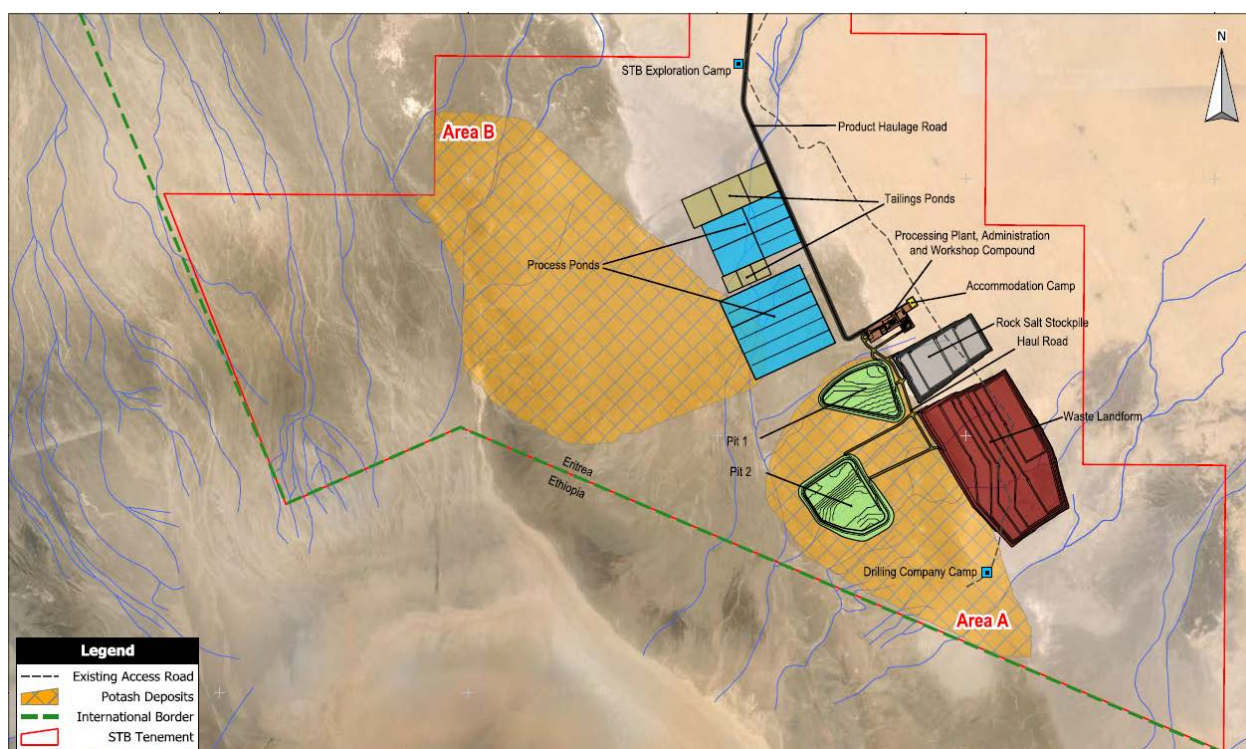 N
STB Exploration Camp
Area B
Product Haulage Road
Tailings Ponds
Processing Plant, Administration
and Workshop Compound
Process Ponds
Accommodation Camp
Rock Salt Stockpile
Haul Road
Waste Landform
Pit 1
Eritrea
Pit 2
Ethiopia
Drilling Company Camp
Area A
Legend
Existing Access Road
Potash Deposits
International Border
STB Tenement